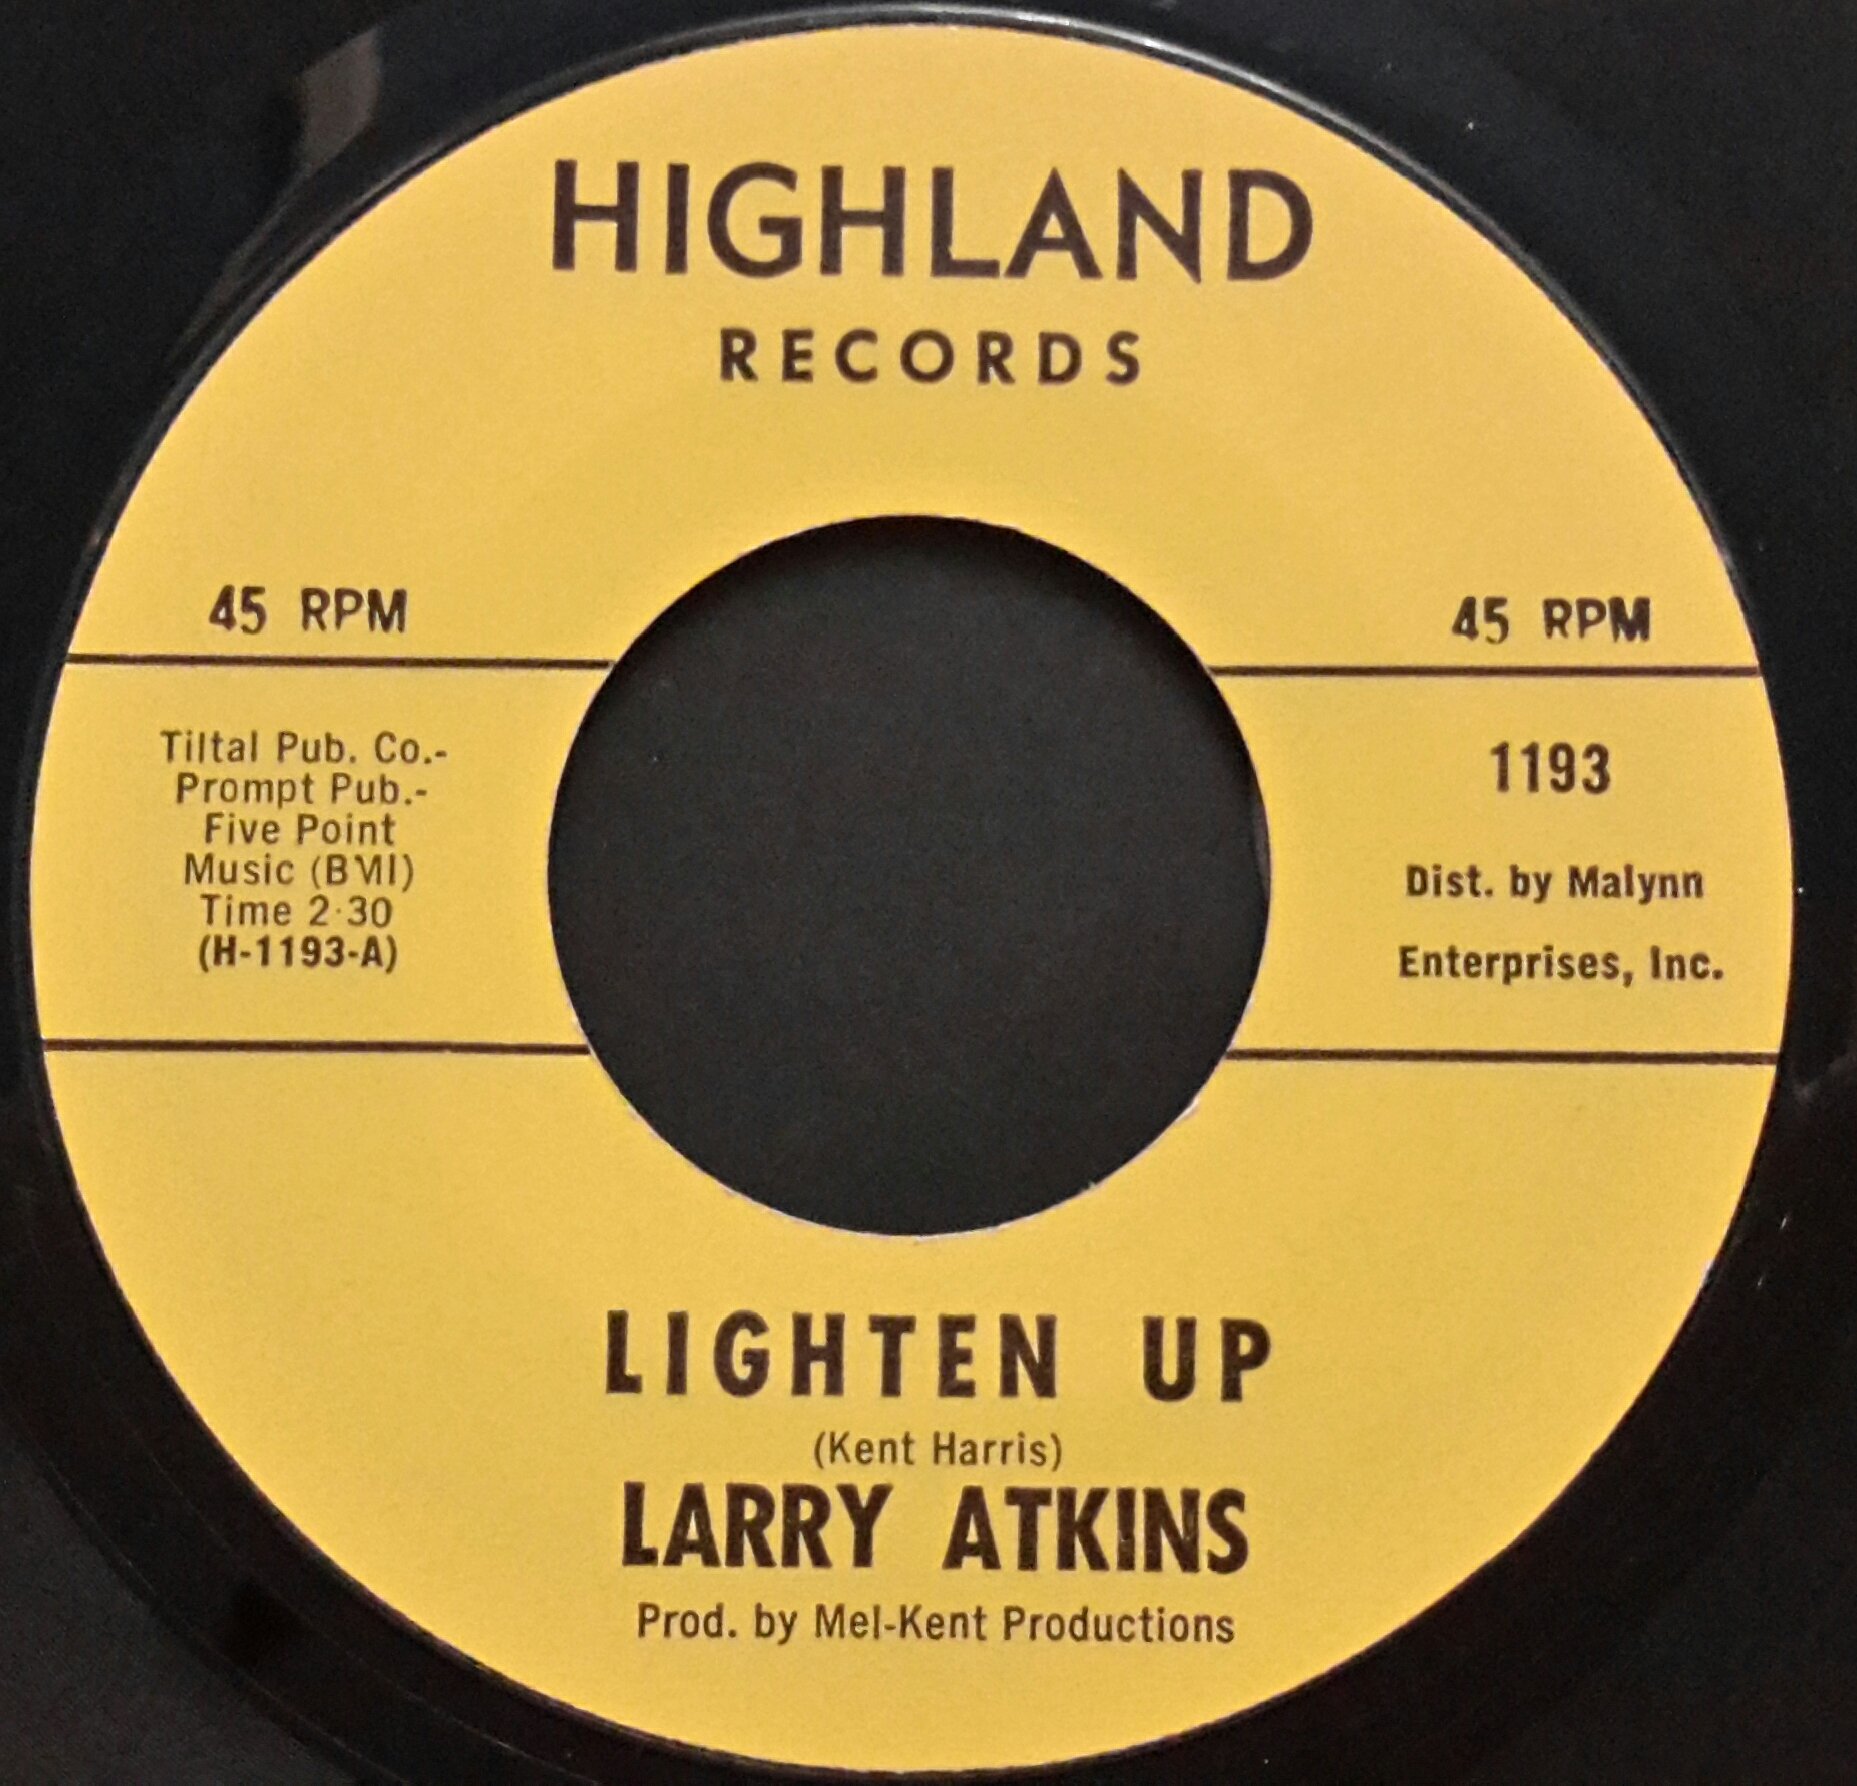 HIGHLAND
RECORDS
45 RPM
45 RPM
Tiltal Pub. Co.-
Prompt Pub.-
Five Point
Music (BMI)
Time 2:30
(H-1193-A)
1193
Dist. by Malynn
Enterprises, Inc.
LIGHTEN UP
(Kent Harris)
LARRY ATKINS
Prod. by Mel-Kent Productions